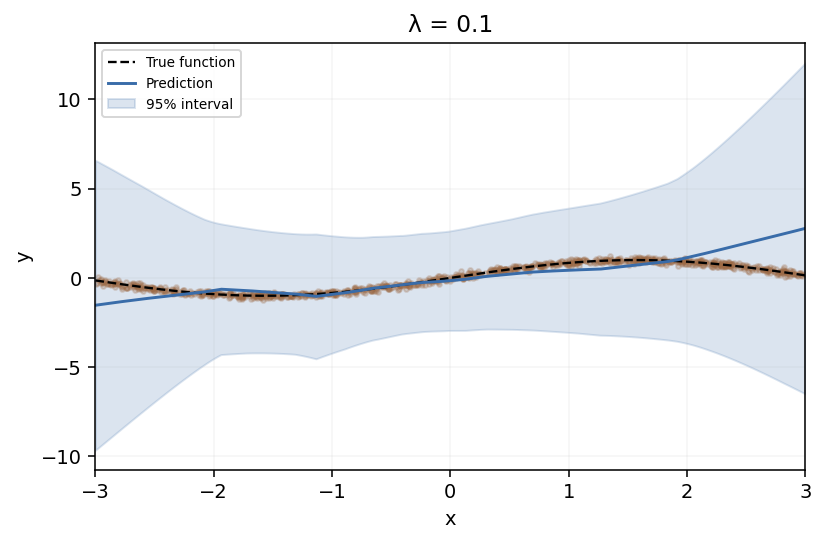 λ = 0.1
True function
Prediction
95% interval
10
5
0
−5
−10
y
−3
−2
−1
0
1
2
3
x